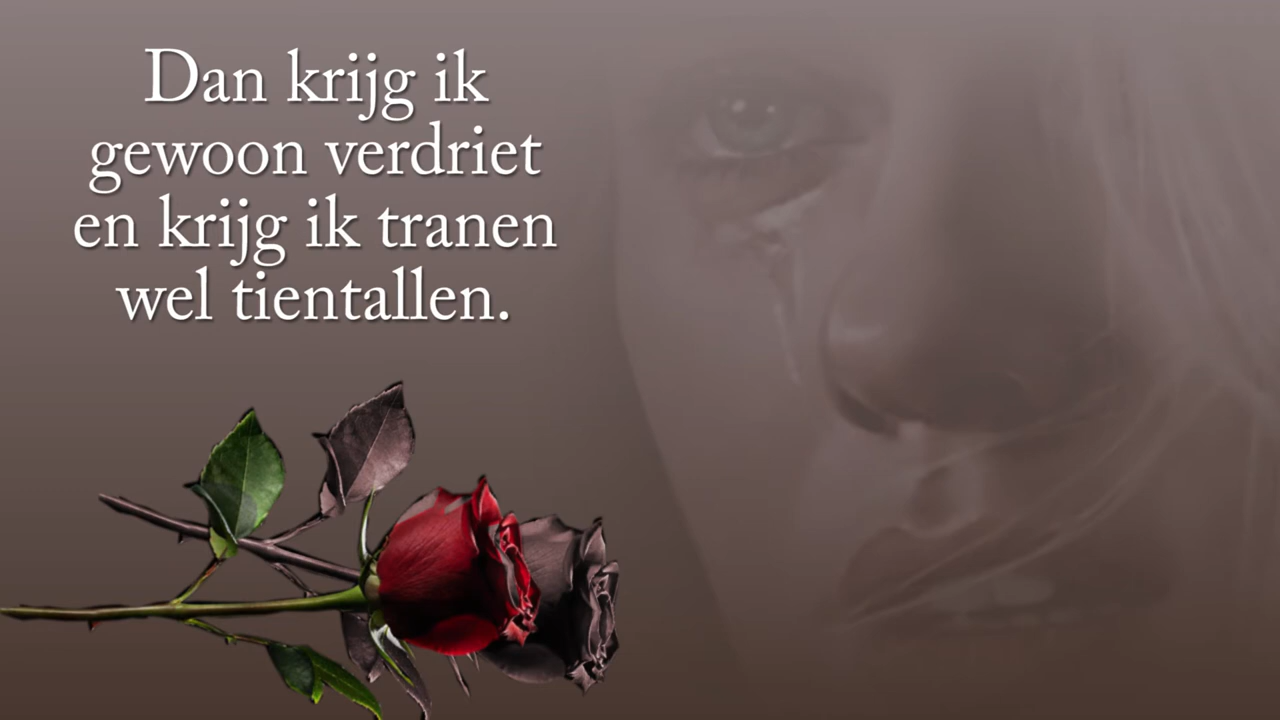 Dan krijg ik
gewoon verdriet
en krijg ik tranen
wel tientallen.